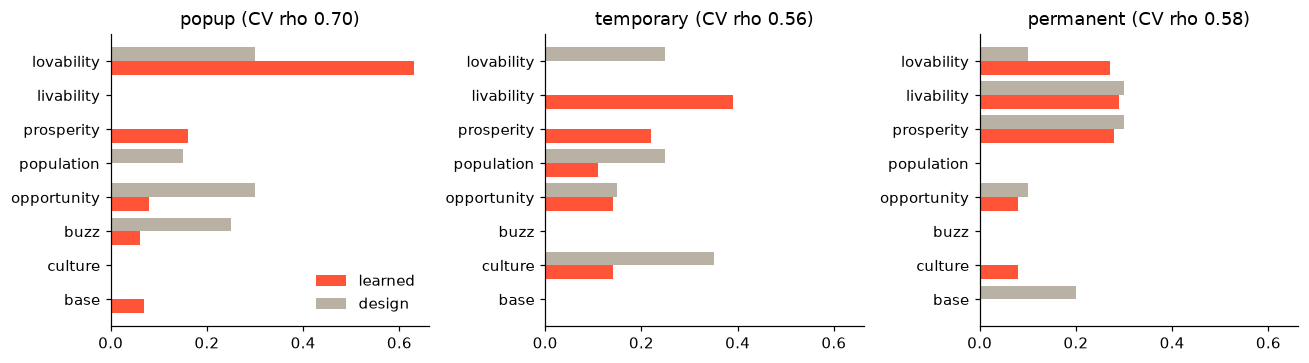 popup (CV rho 0.70)
lovability
livability
prosperity
population
opportunity
buzz
culture
base
learned
design
0.0 0.2 0.4 0.6
temporary (CV rho 0.56)
lovability
livability
prosperity
population
opportunity
buzz
culture
base
0.0 0.2 0.4 0.6
permanent (CV rho 0.58)
lovability
livability
prosperity
population
opportunity
buzz
culture
base
0.0 0.2 0.4 0.6